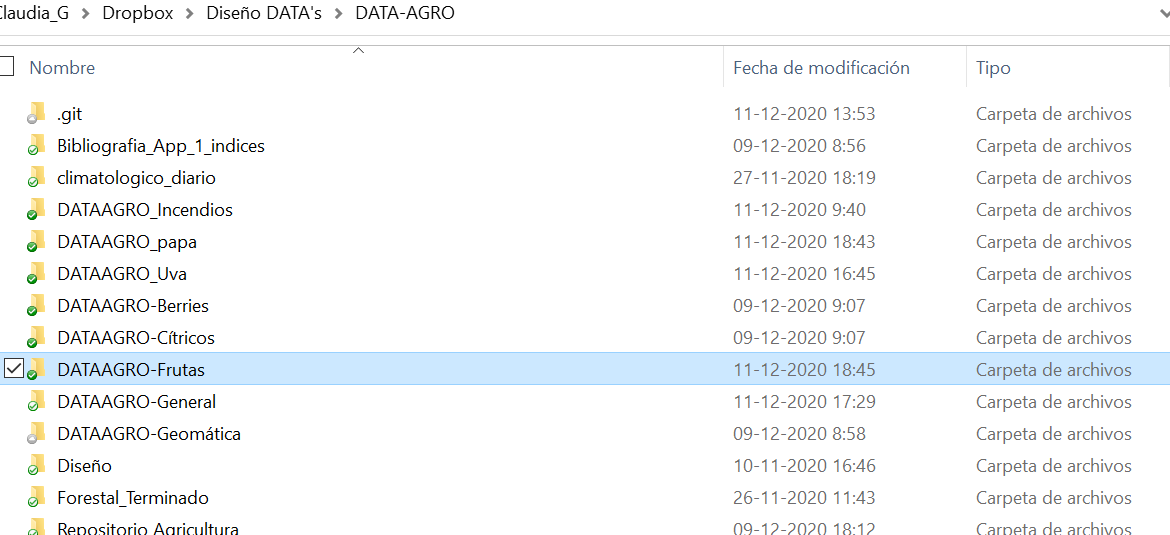 Claudia_G > Dropbox > Diseño DATA's > DATA-AGRO
Nombre Fecha de modificación Tipo
.git 11-12-2020 13:53 Carpeta de archivos
Bibliografia_App_1_indices 09-12-2020 8:56 Carpeta de archivos
climatologico_diario 27-11-2020 18:19 Carpeta de archivos
DATAAGRO_Incendios 11-12-2020 9:40 Carpeta de archivos
DATAAGRO_papa 11-12-2020 18:43 Carpeta de archivos
DATAAGRO_Uva 11-12-2020 16:45 Carpeta de archivos
DATAAGRO-Berries 09-12-2020 9:07 Carpeta de archivos
DATAAGRO-Cítricos 09-12-2020 9:07 Carpeta de archivos
DATAAGRO-Frutas 11-12-2020 18:45 Carpeta de archivos
DATAAGRO-General 11-12-2020 17:29 Carpeta de archivos
DATAAGRO-Geomática 09-12-2020 8:58 Carpeta de archivos
Diseño 10-11-2020 16:46 Carpeta de archivos
Forestal_Terminado 26-11-2020 11:43 Carpeta de archivos
Repositorio Agricultura 09-12-2020 18:12 Carpeta de archivos